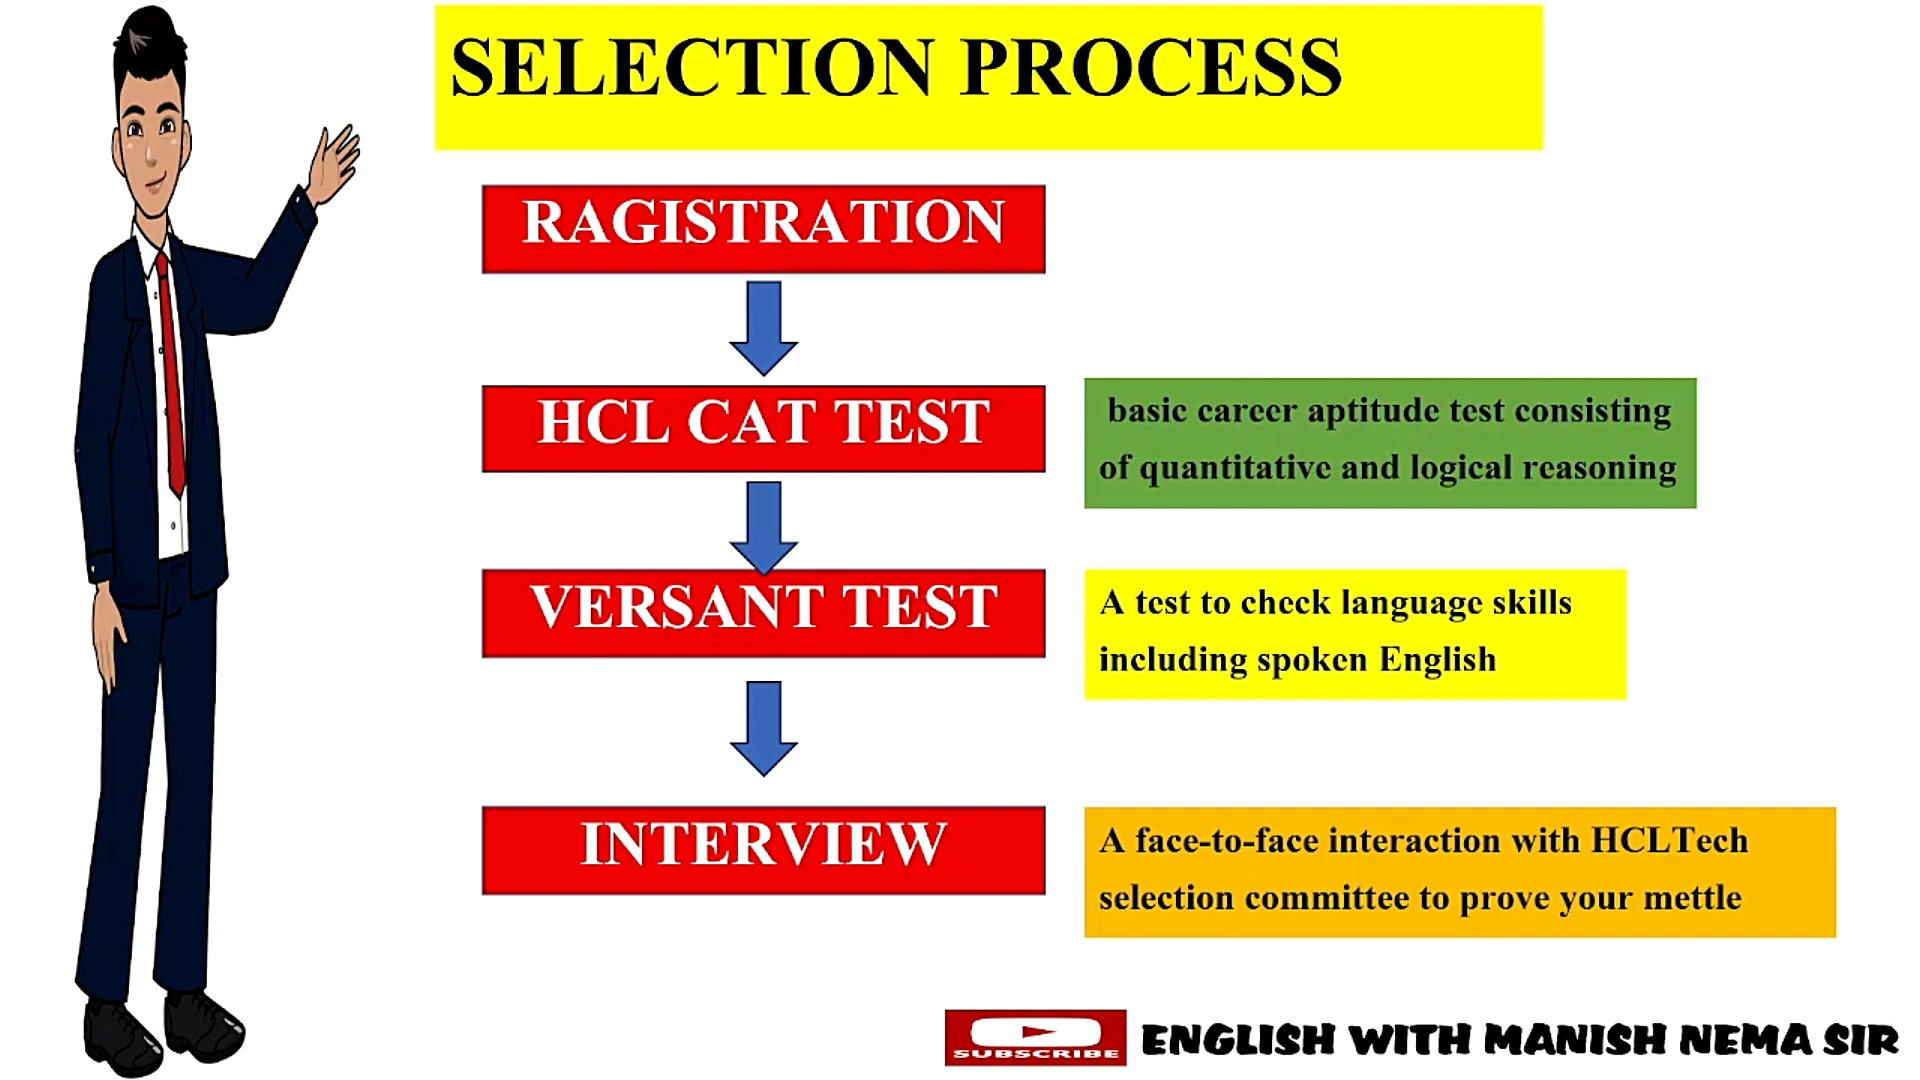 SELECTION PROCESS
RAGISTRATION
HCL CAT TEST
basic career aptitude test consisting
of quantitative and logical reasoning
VERSANT TEST
A test to check language skills
including spoken English
INTERVIEW
A face-to-face interaction with HCLTech
selection committee to prove your mettle
SUBSCRIBE
ENGLISH WITH MANISH NEMA SIR